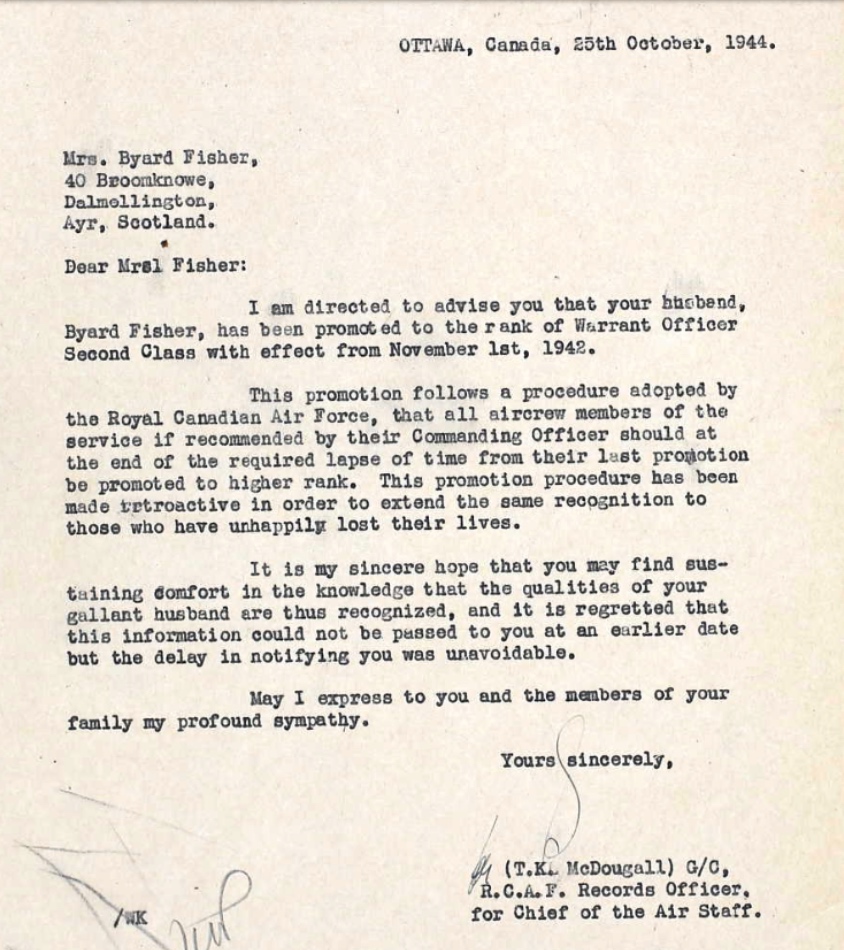 OTTAWA, Canada, 25th October, 1944.
Mrs. Byard Fisher,
40 Broomknowe,
Dalmellington,
Ayr, Scotland.
Dear Mrsl Fisher:
I am directed to advise you that your husband,
Byard Fisher, has been promoted to the rank of Warrant Officer
Second Class with effect from November 1st, 1942.
This promotion follows a procedure adopted by
the Royal Canadian Air Force, that all aircrew members of the
service if recommended by their Commanding Officer should at
the end of the required lapse of time from their last promotion
be promoted to higher rank. This promotion procedure has been
made rttroactive in order to extend the same recognition to
those who have unhappily lost their lives.
It is my sincere hope that you may find sus-
taining comfort in the knowledge that the qualities of your
gallant husband are thus recognized, and it is regretted that
this information could not be passed to you at an earlier date
but the delay in notifying you was unavoidable.
May I express to you and the members of your
family my profound sympathy.
Yours sincerely,
(T.K. McDougall) G/C,
R.C.A.F. Records Officer,
for Chief of the Air Staff.
/WK